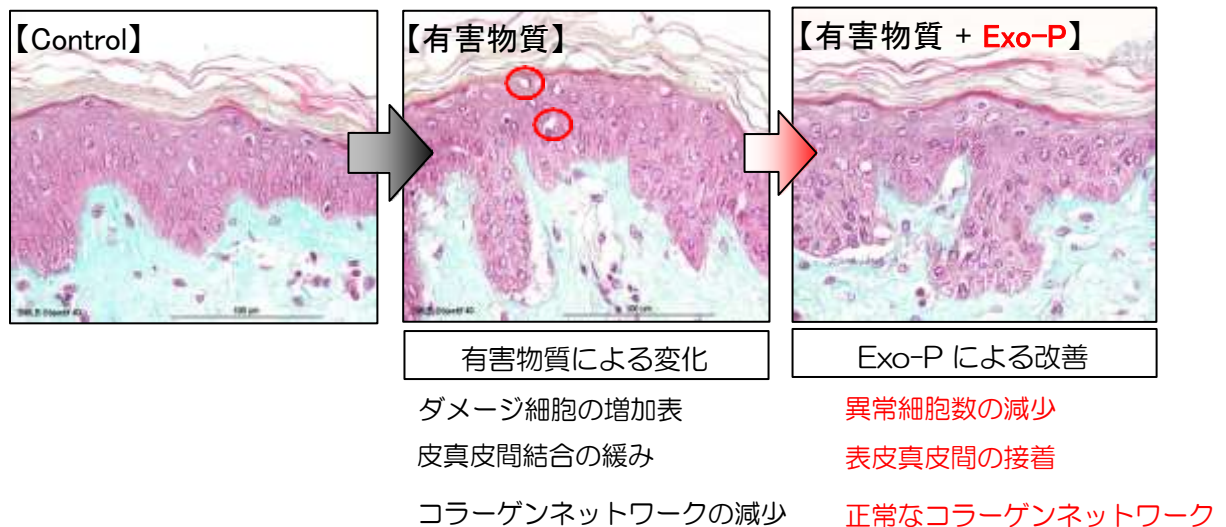 【Control】
【有害物質】
【有害物質 + Exo-P】
100 μm
有害物質による変化
Exo-P による改善
ダメージ細胞の増加表
皮真皮間結合の緩み
コラーゲンネットワークの減少
異常細胞数の減少
表皮真皮間の接着
正常なコラーゲンネットワーク